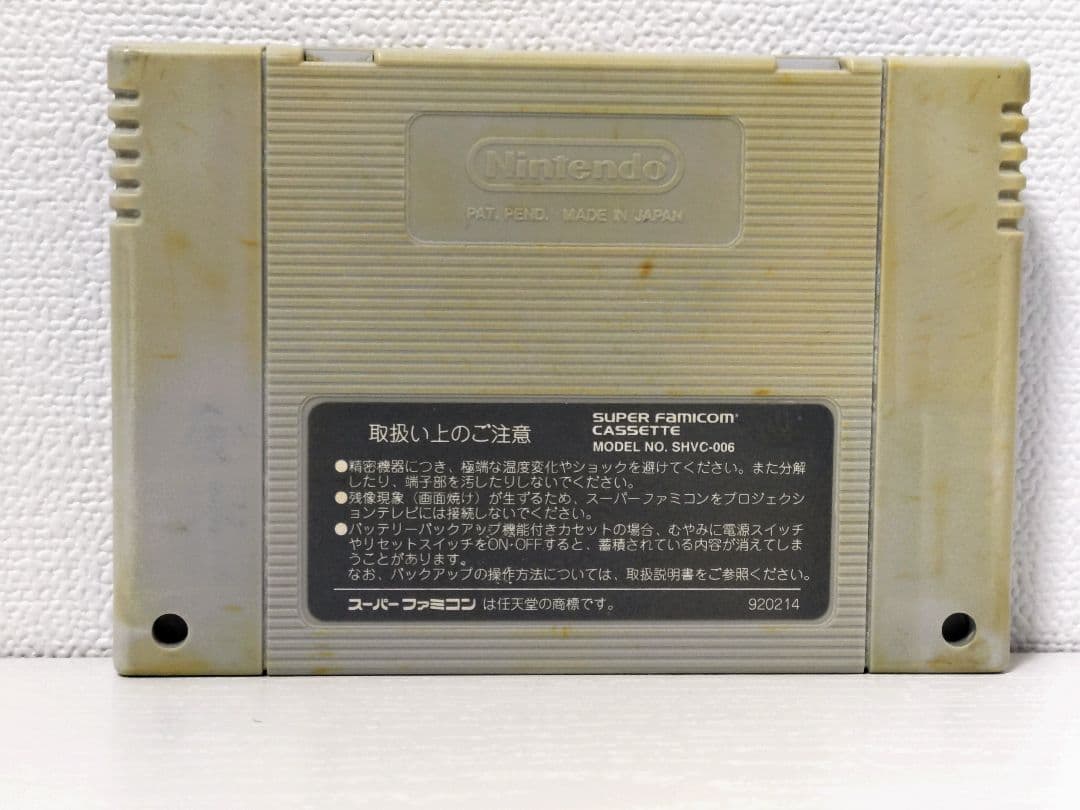 Nintendo®
PAT. PEND. MADE IN JAPAN
取扱い上のご注意
SUPER FAMICOM
CASSETTE
MODEL NO. SHVC-006
●精密機器につき、極端な温度変化やショックを避けてください。また分解
したり、端子部を汚したりしないでください。
●残像現象（画面焼け）が生ずるため、スーパーファミコンをプロジェクシ
ョンテレビには接続しないでください。
●バッテリーバックアップ機能付きカセットの場合、むやみに電源スイッチ
やリセットスイッチをON・OFFすると、蓄積されている内容が消えてしま
うことがあります。
なお、バックアップの操作方法については、取扱説明書をご参照ください。
スーパーファミコン は任天堂の商標です。 920214